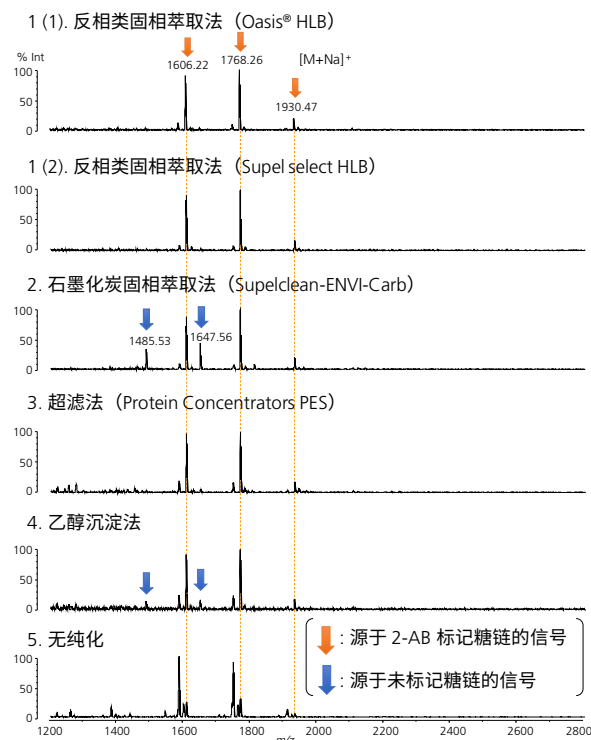 1 (1). 反相类固相萃取法（Oasis® HLB）
% Int
1606.22
1768.26
[M+Na]+
1930.47
100
50
0
1 (2). 反相类固相萃取法（Supel select HLB）
100
50
0
2. 石墨化炭固相萃取法（Supelclean-ENVI-Carb）
100
1485.53
1647.56
50
0
3. 超滤法（Protein Concentrators PES）
100
50
0
4. 乙醇沉淀法
100
50
0
5. 无纯化
: 源于 2-AB 标记糖链的信号
: 源于未标记糖链的信号
100
50
0
1200 1400 1600 1800 2000 2200 2400 2600 2800
m/z